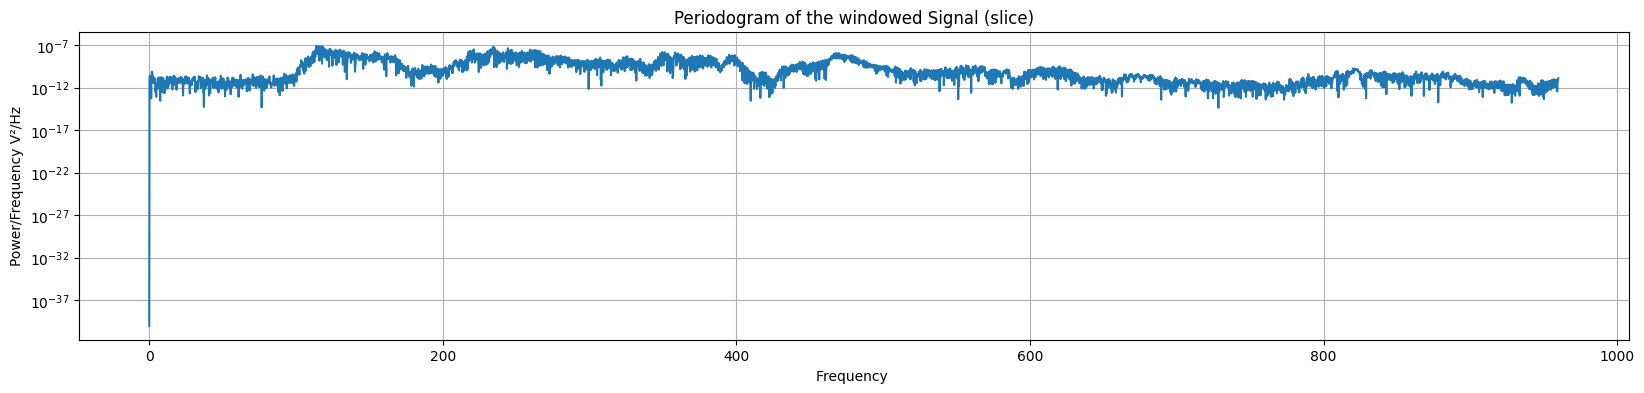 Periodogram of the windowed Signal (slice)
Power/Frequency V²/Hz
10⁻⁷
10⁻¹²
10⁻¹⁷
10⁻²²
10⁻²⁷
10⁻³²
10⁻³⁷
0 200 400 600 800 1000
Frequency